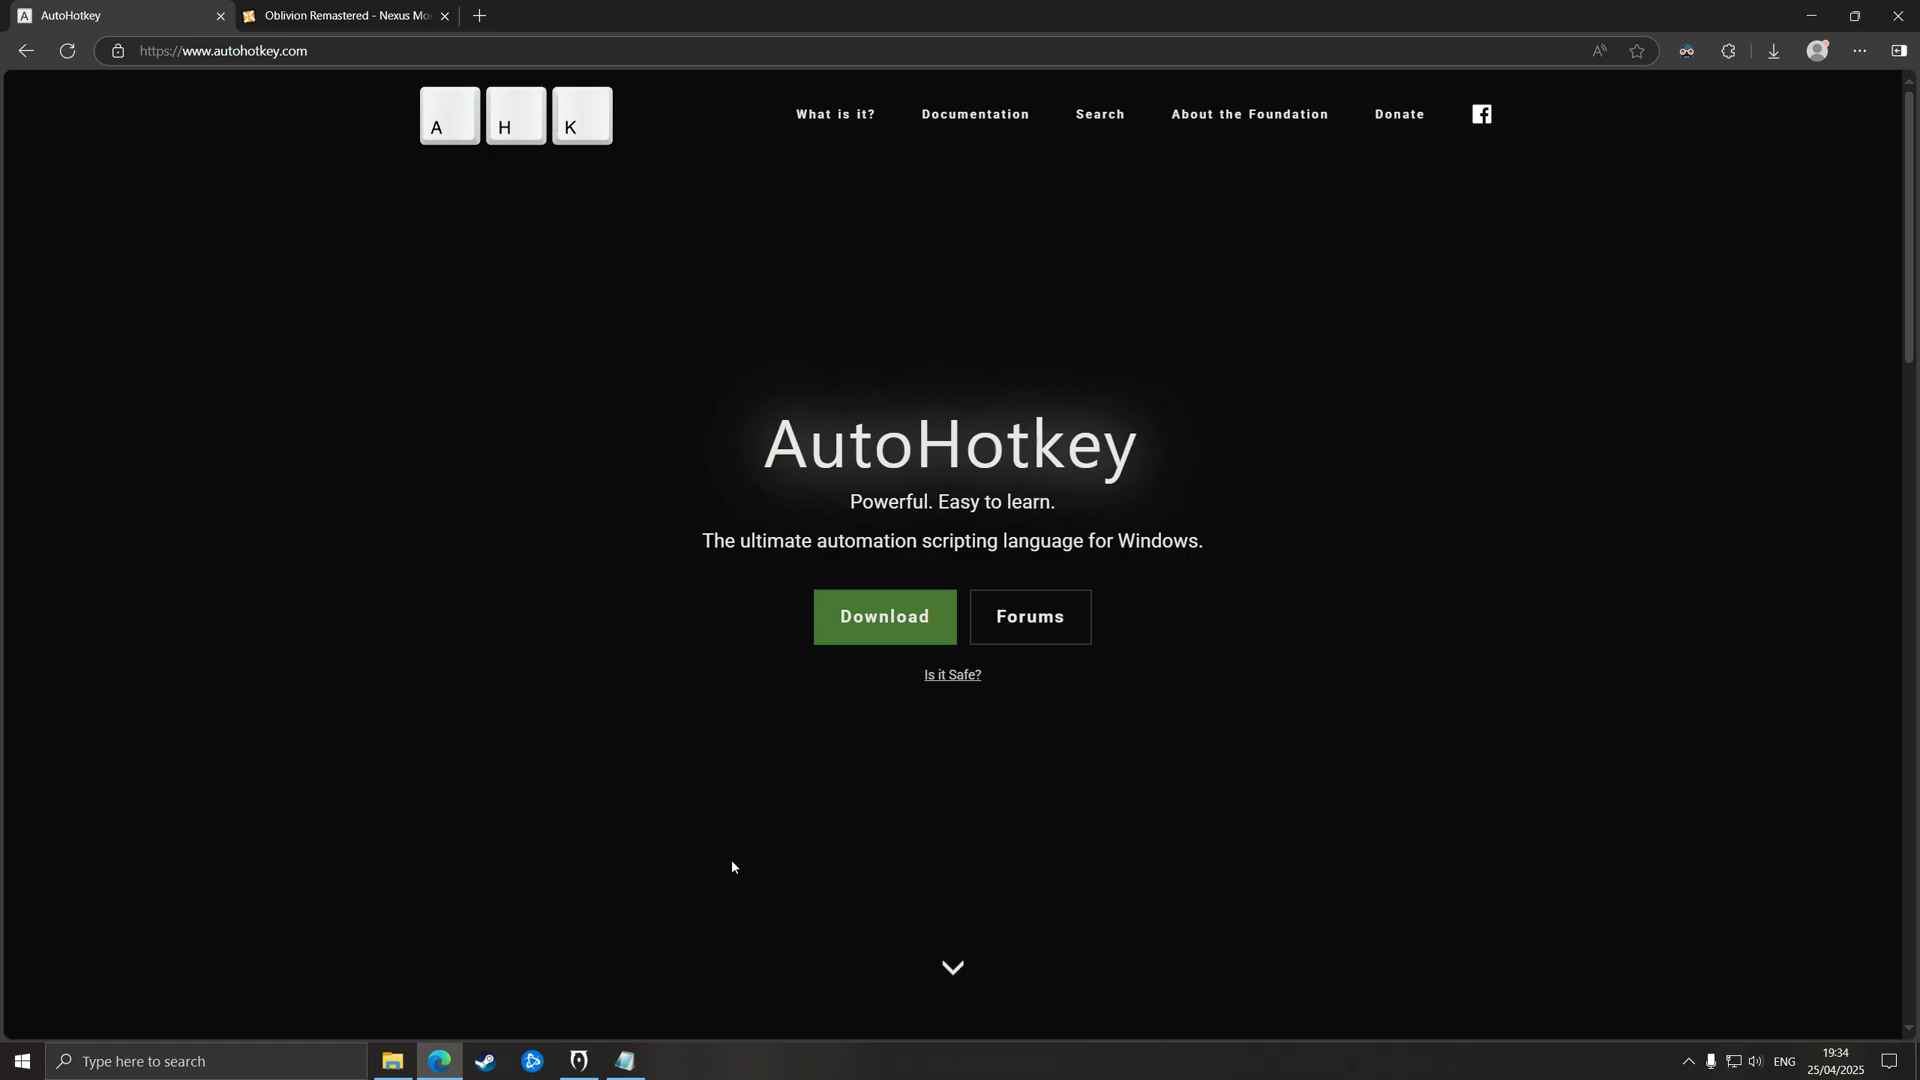 AutoHotkey
Oblivion Remastered - Nexus Mo
https://www.autohotkey.com
A H K
What is it?
Documentation
Search
About the Foundation
Donate
AutoHotkey
Powerful. Easy to learn.
The ultimate automation scripting language for Windows.
Download
Forums
Is it Safe?
Type here to search
ENG
19:34
25/04/2025